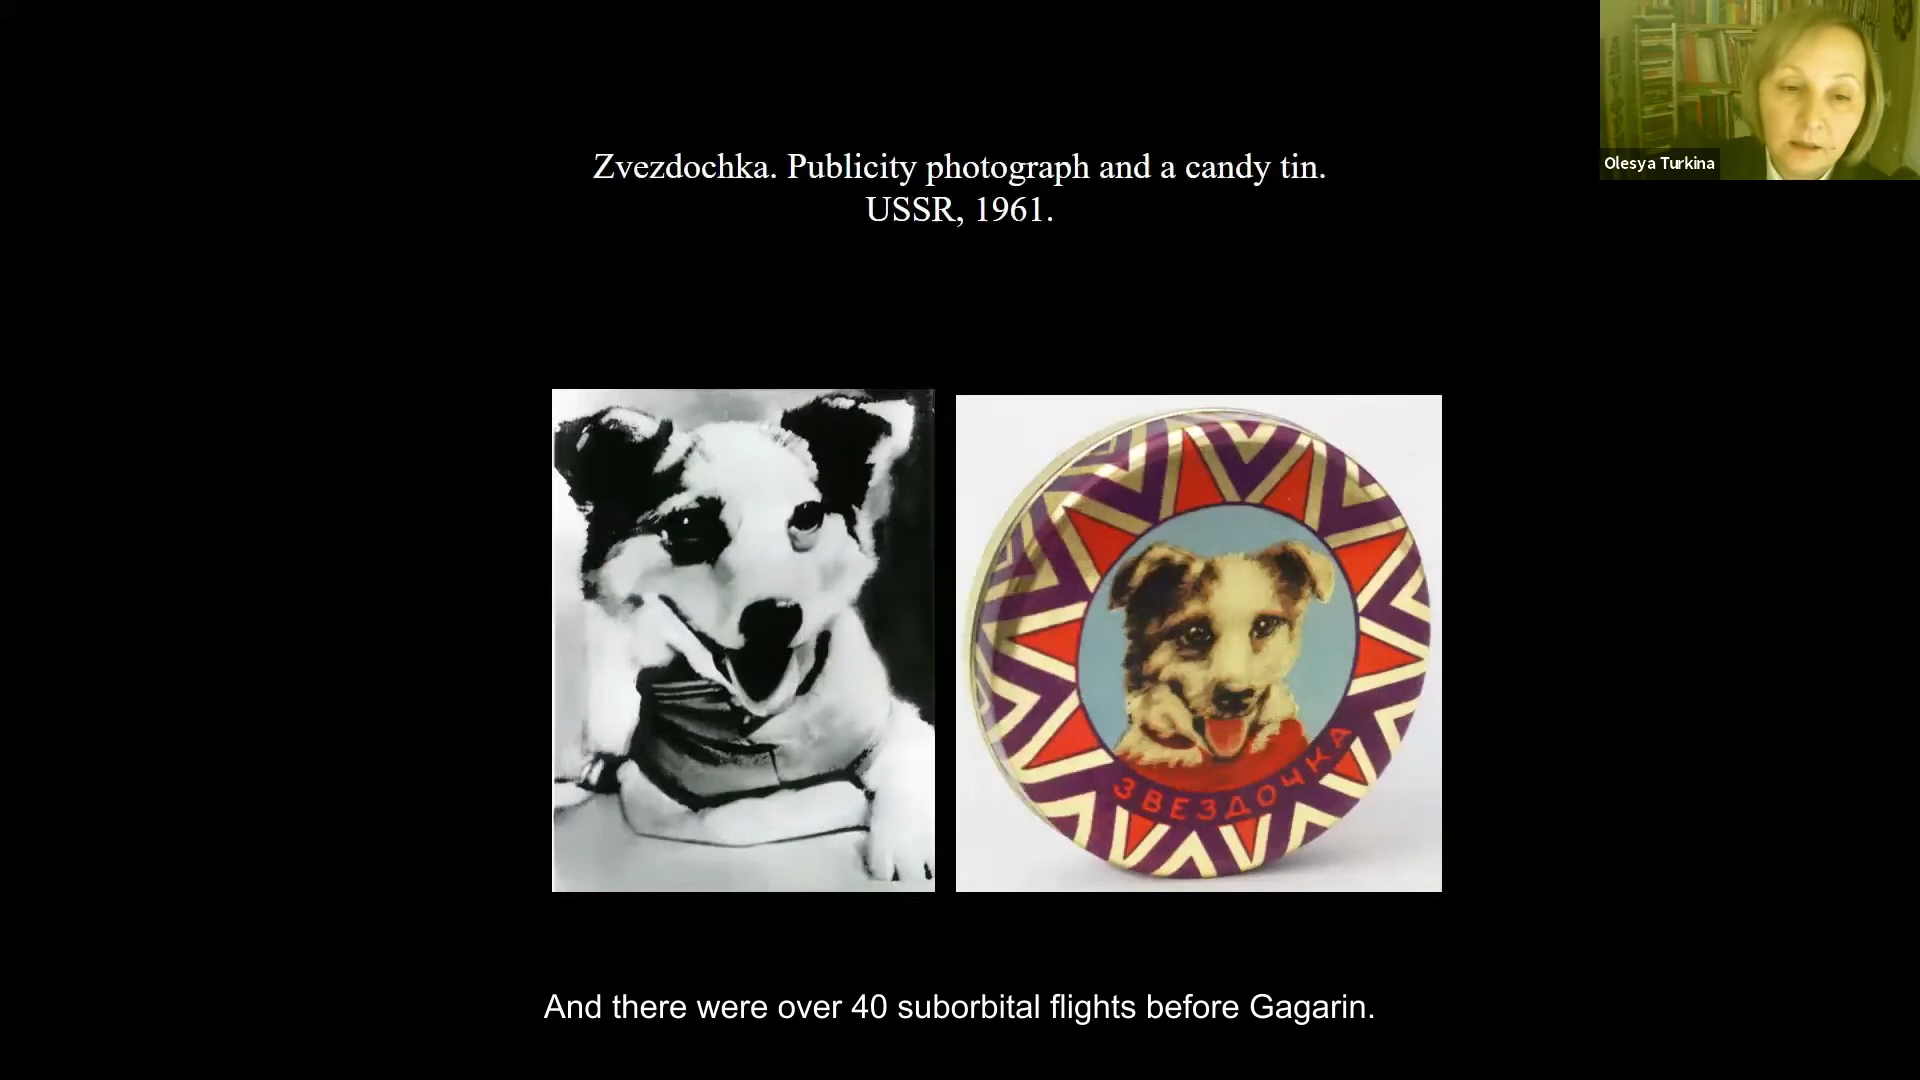 Olesya Turkina
Zvezdochka. Publicity photograph and a candy tin.
USSR, 1961.
ЗВЕЗДОЧКА
And there were over 40 suborbital flights before Gagarin.